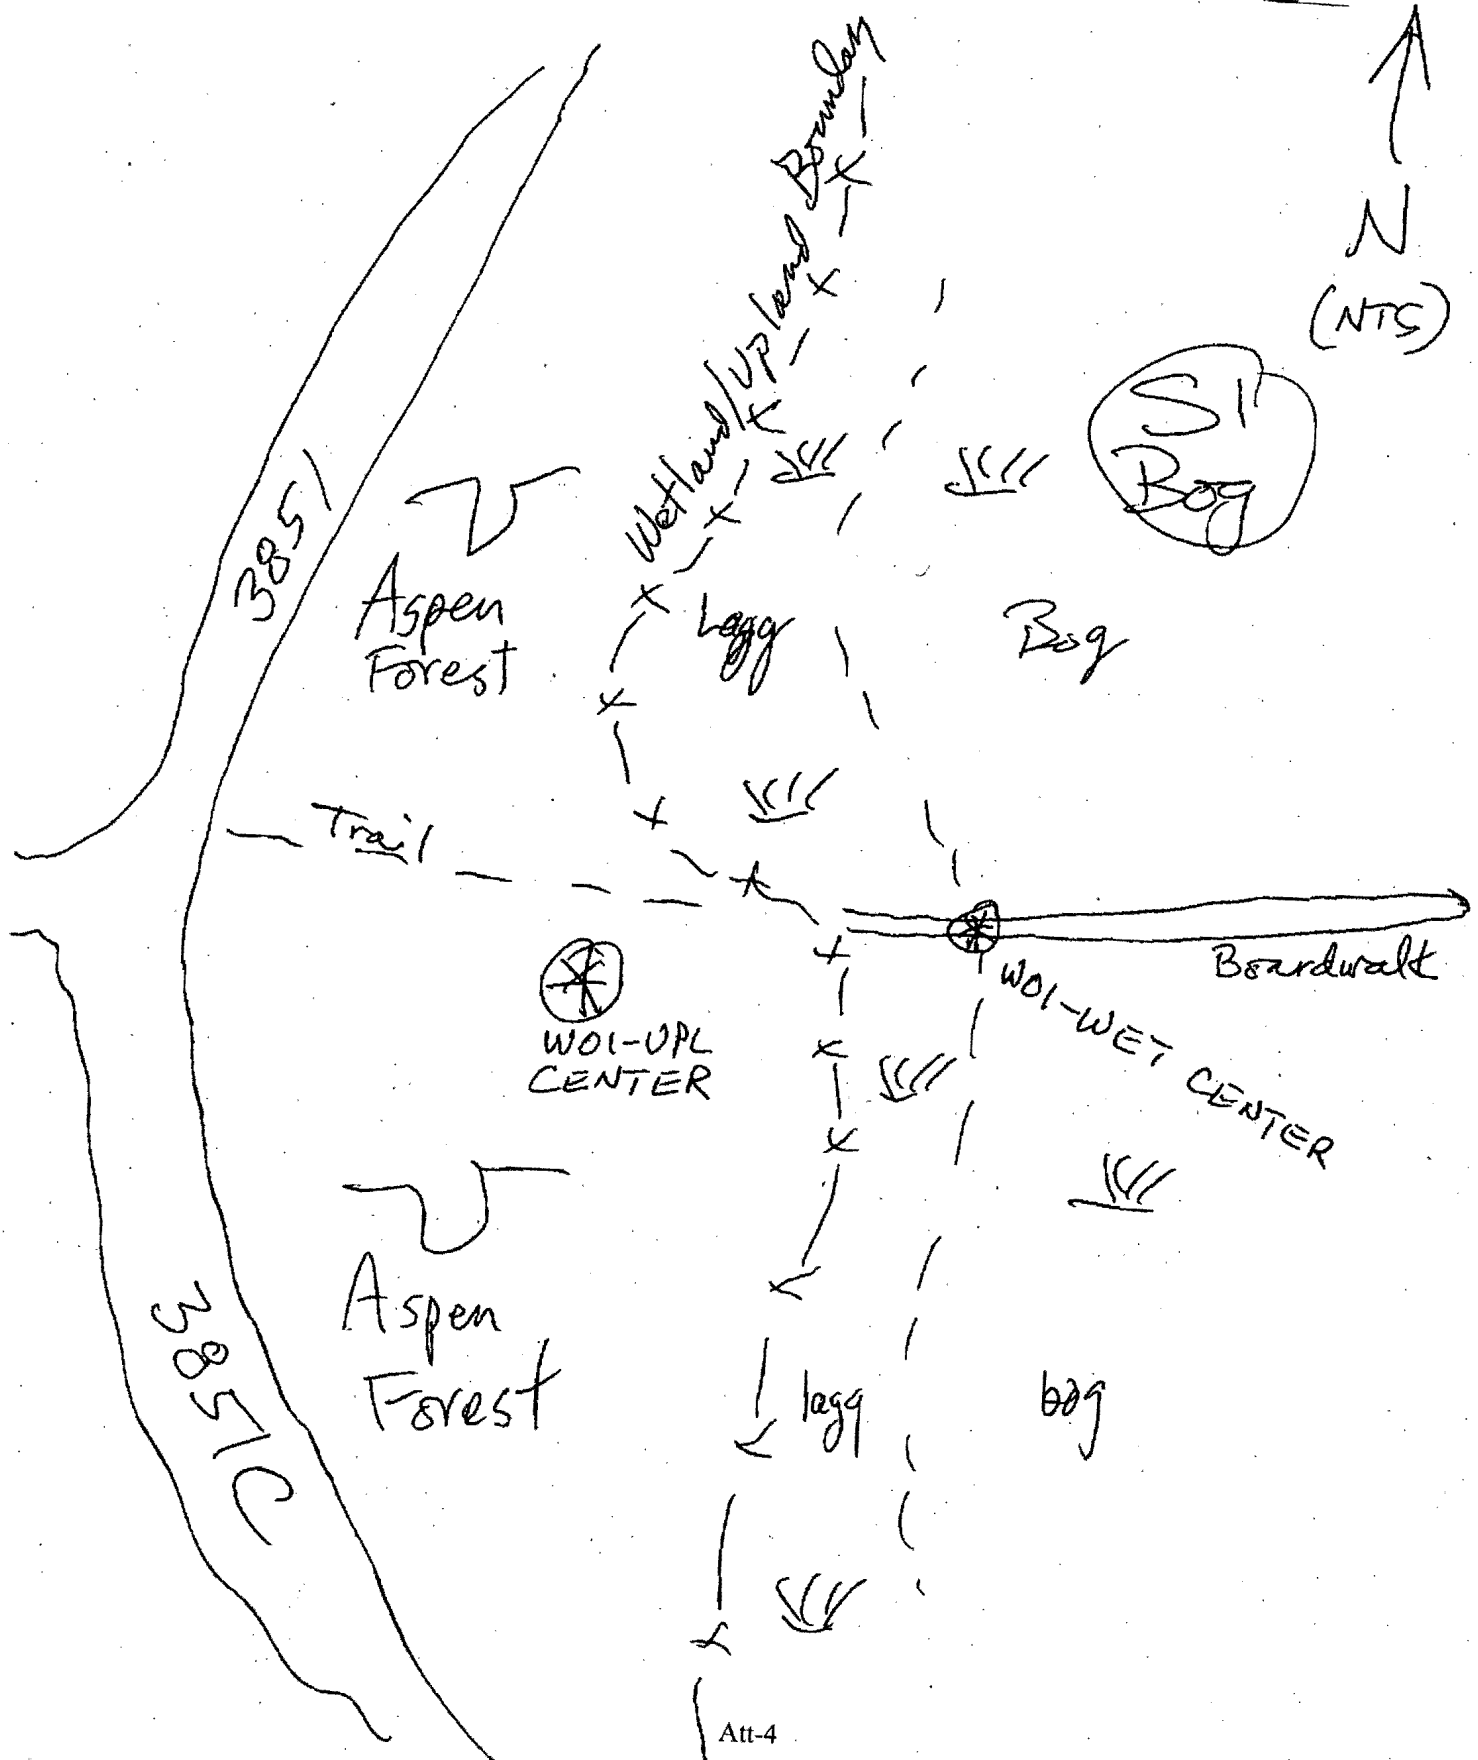 Wetland/Upland Boundary
N
(NTS)
S1
Bog
3851
Aspen
Forest
Lagg
Bog
Trail
Boardwalk
W01-UPL
CENTER
W01-WET CENTER
Aspen
Forest
3851C
lagg
bog
Att-4